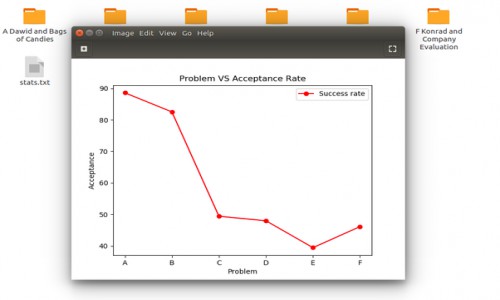 A Dawid and Bags
of Candies
F Konrad and
Company
Evaluation
stats.txt
Image Edit View Go Help
Problem VS Acceptance Rate
Success rate
90
80
70
60
50
40
Acceptance
A B C D E F
Problem